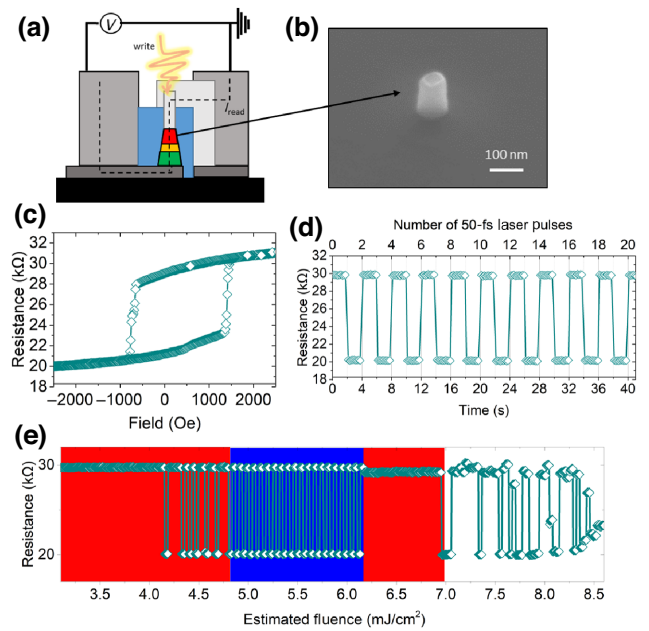 (a)
V
write
Iread
(b)
100 nm
(c)
Resistance (kΩ)
32
30
28
26
24
22
20
18
−2000 −1000 0 1000 2000
Field (Oe)
(d)
Number of 50-fs laser pulses
0 2 4 6 8 10 12 14 16 18 20
Resistance (kΩ)
32
30
28
26
24
22
20
18
0 4 8 12 16 20 24 28 32 36 40
Time (s)
(e)
Resistance (kΩ)
30
20
3.5 4.0 4.5 5.0 5.5 6.0 6.5 7.0 7.5 8.0 8.5
Estimated fluence (mJ/cm²)